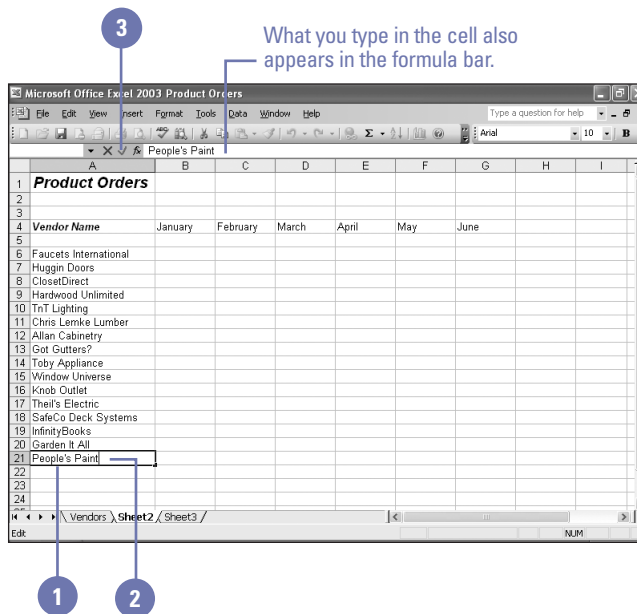 3
What you type in the cell also
appears in the formula bar.
Microsoft Office Excel 2003 Product Orders
File Edit View Insert Format Tools Data Window Help Type a question for help
Σ Arial 10 B
fx People's Paint
A B C D E F G H I
1 Product Orders
2
3
4 Vendor Name January February March April May June
5
6 Faucets International
7 Huggin Doors
8 ClosetDirect
9 Hardwood Unlimited
10 TnT Lighting
11 Chris Lemke Lumber
12 Allan Cabinetry
13 Got Gutters?
14 Toby Appliance
15 Window Universe
16 Knob Outlet
17 Theil's Electric
18 SafeCo Deck Systems
19 InfinityBooks
20 Garden It All
21 People's Paint
22
23
24
Vendors Sheet2 Sheet3
Edit NUM
1 2